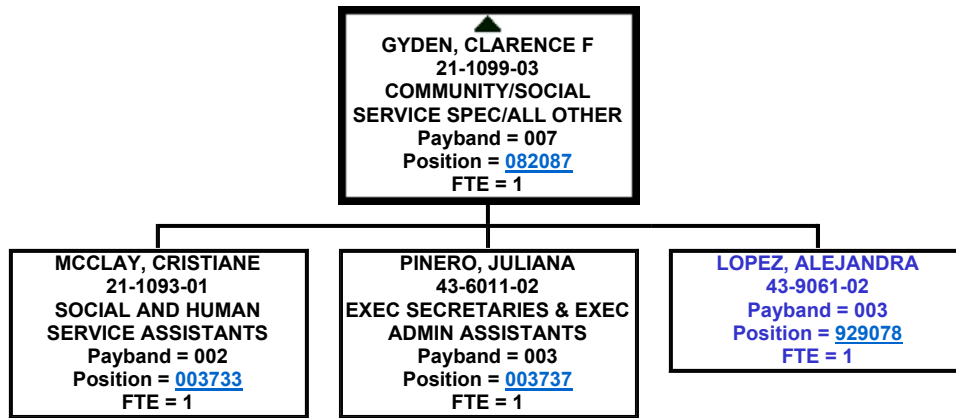 GYDEN, CLARENCE F
21-1099-03
COMMUNITY/SOCIAL
SERVICE SPEC/ALL OTHER
Payband = 007
Position = 082087
FTE = 1
MCCLAY, CRISTIANE
21-1093-01
SOCIAL AND HUMAN
SERVICE ASSISTANTS
Payband = 002
Position = 003733
FTE = 1
PINERO, JULIANA
43-6011-02
EXEC SECRETARIES & EXEC
ADMIN ASSISTANTS
Payband = 003
Position = 003737
FTE = 1
LOPEZ, ALEJANDRA
43-9061-02
Payband = 003
Position = 929078
FTE = 1